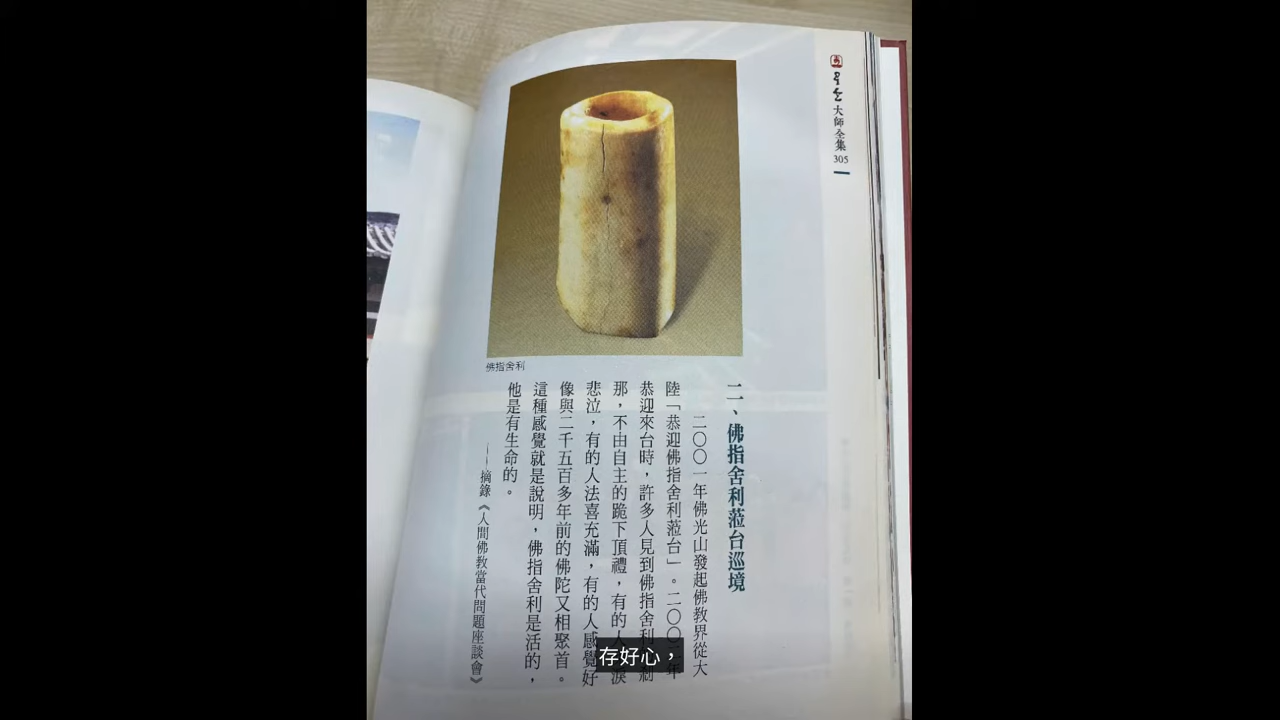 星雲大師全集 305
佛指舍利
二、佛指舍利蒞台巡境
二〇〇一年佛光山發起佛教界從大
陸「恭迎佛指舍利蒞台」。二〇〇二年
恭迎來台時，許多人見到佛指舍利剎
那，不由自主的跪下頂禮，有的人淚
悲泣，有的人法喜充滿，有的人感覺好
像與二千五百多年前的佛陀又相聚首。
這種感覺就是說明，佛指舍利是活的，
他是有生命的。
——摘錄《人間佛教當代問題座談會》
存好心，